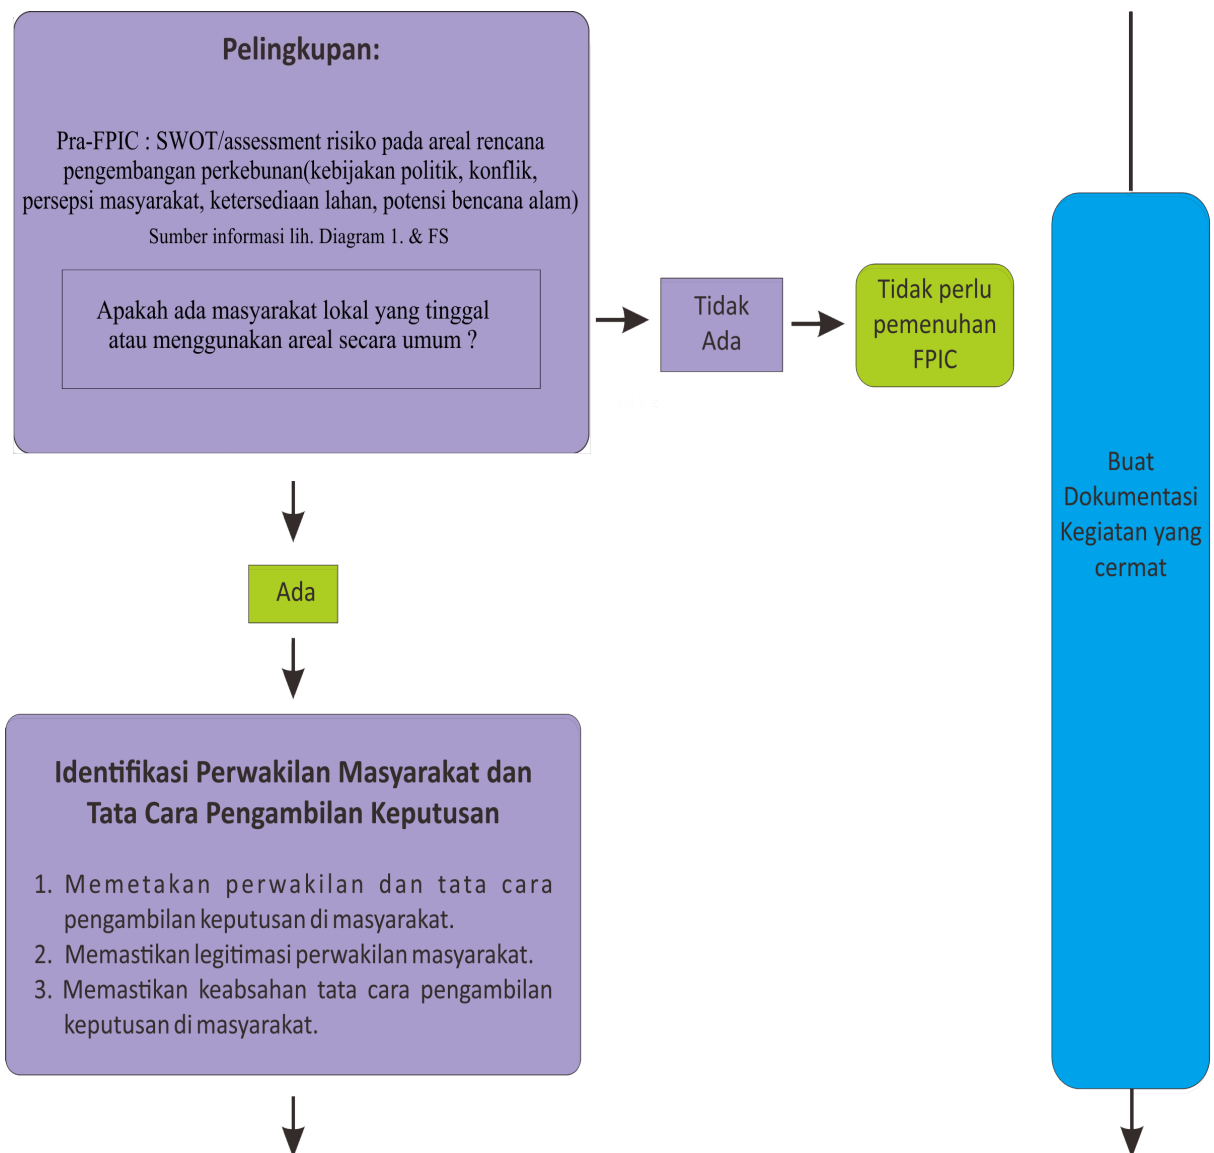 Pelingkupan:
Pra-FPIC : SWOT/assessment risiko pada areal rencana
pengembangan perkebunan(kebijakan politik, konflik,
persepsi masyarakat, ketersediaan lahan, potensi bencana alam)
Sumber informasi lih. Diagram 1. & FS
Apakah ada masyarakat lokal yang tinggal
atau menggunakan areal secara umum ?
Tidak
Ada
Tidak perlu
pemenuhan
FPIC
Ada
Identifikasi Perwakilan Masyarakat dan
Tata Cara Pengambilan Keputusan
1. Memetakan perwakilan dan tata cara
pengambilan keputusan di masyarakat.
2. Memastikan legitimasi perwakilan masyarakat.
3. Memastikan keabsahan tata cara pengambilan
keputusan di masyarakat.
Buat
Dokumentasi
Kegiatan yang
cermat